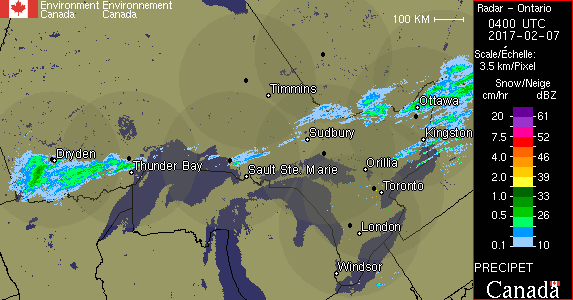 Environment Environnement
Canada Canada
100 KM
Timmins
Ottawa
Sudbury
Kingston
Dryden
Thunder Bay
Sault Ste. Marie
Orillia
Toronto
London
Windsor
Radar - Ontario
0400 UTC
2017-02-07
Scale/Échelle:
3.5 km/Pixel
Snow/Neige
cm/hr dBZ
20 61
7.5 52
4.0 46
2.0 39
1.0 33
0.5 26
0.1 10
PRECIPET
Canada